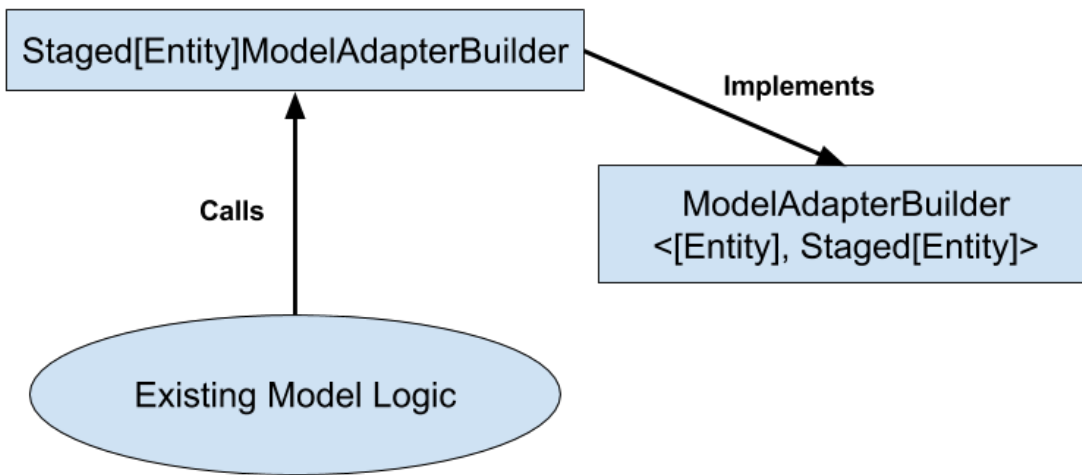 Staged[Entity]ModelAdapterBuilder
Implements
ModelAdapterBuilder
<[Entity], Staged[Entity]>
Calls
Existing Model Logic